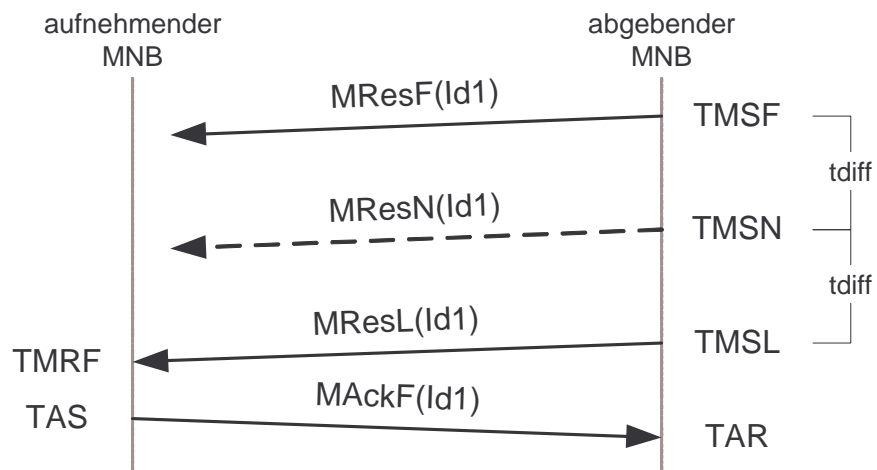 aufnehmender
MNB
abgebender
MNB
MResF(Id1)
TMSF
tdiff
MResN(Id1)
TMSN
tdiff
MResL(Id1)
TMSL
TMRF
MAckF(Id1)
TAS
TAR